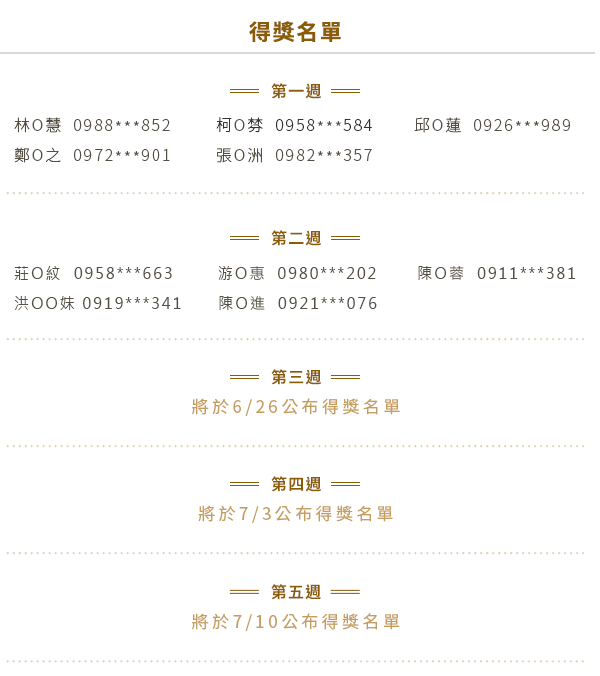 得獎名單
第一週
林O慧 0988***852 柯O棽 0958***584 邱O蓮 0926***989
鄭O之 0972***901 張O洲 0982***357
第二週
莊O紋 0958***663 游O惠 0980***202 陳O蓉 0911***381
洪OO妹 0919***341 陳O進 0921***076
第三週
將於6/26公布得獎名單
第四週
將於7/3公布得獎名單
第五週
將於7/10公布得獎名單